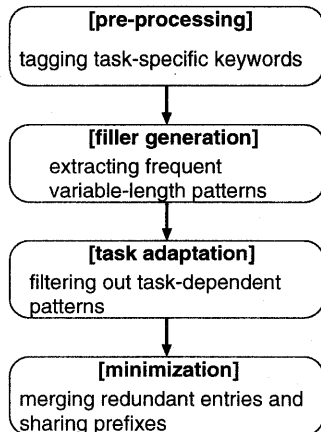 [pre-processing]
tagging task-specific keywords
[filler generation]
extracting frequent
variable-length patterns
[task adaptation]
filtering out task-dependent
patterns
[minimization]
merging redundant entries and
sharing prefixes